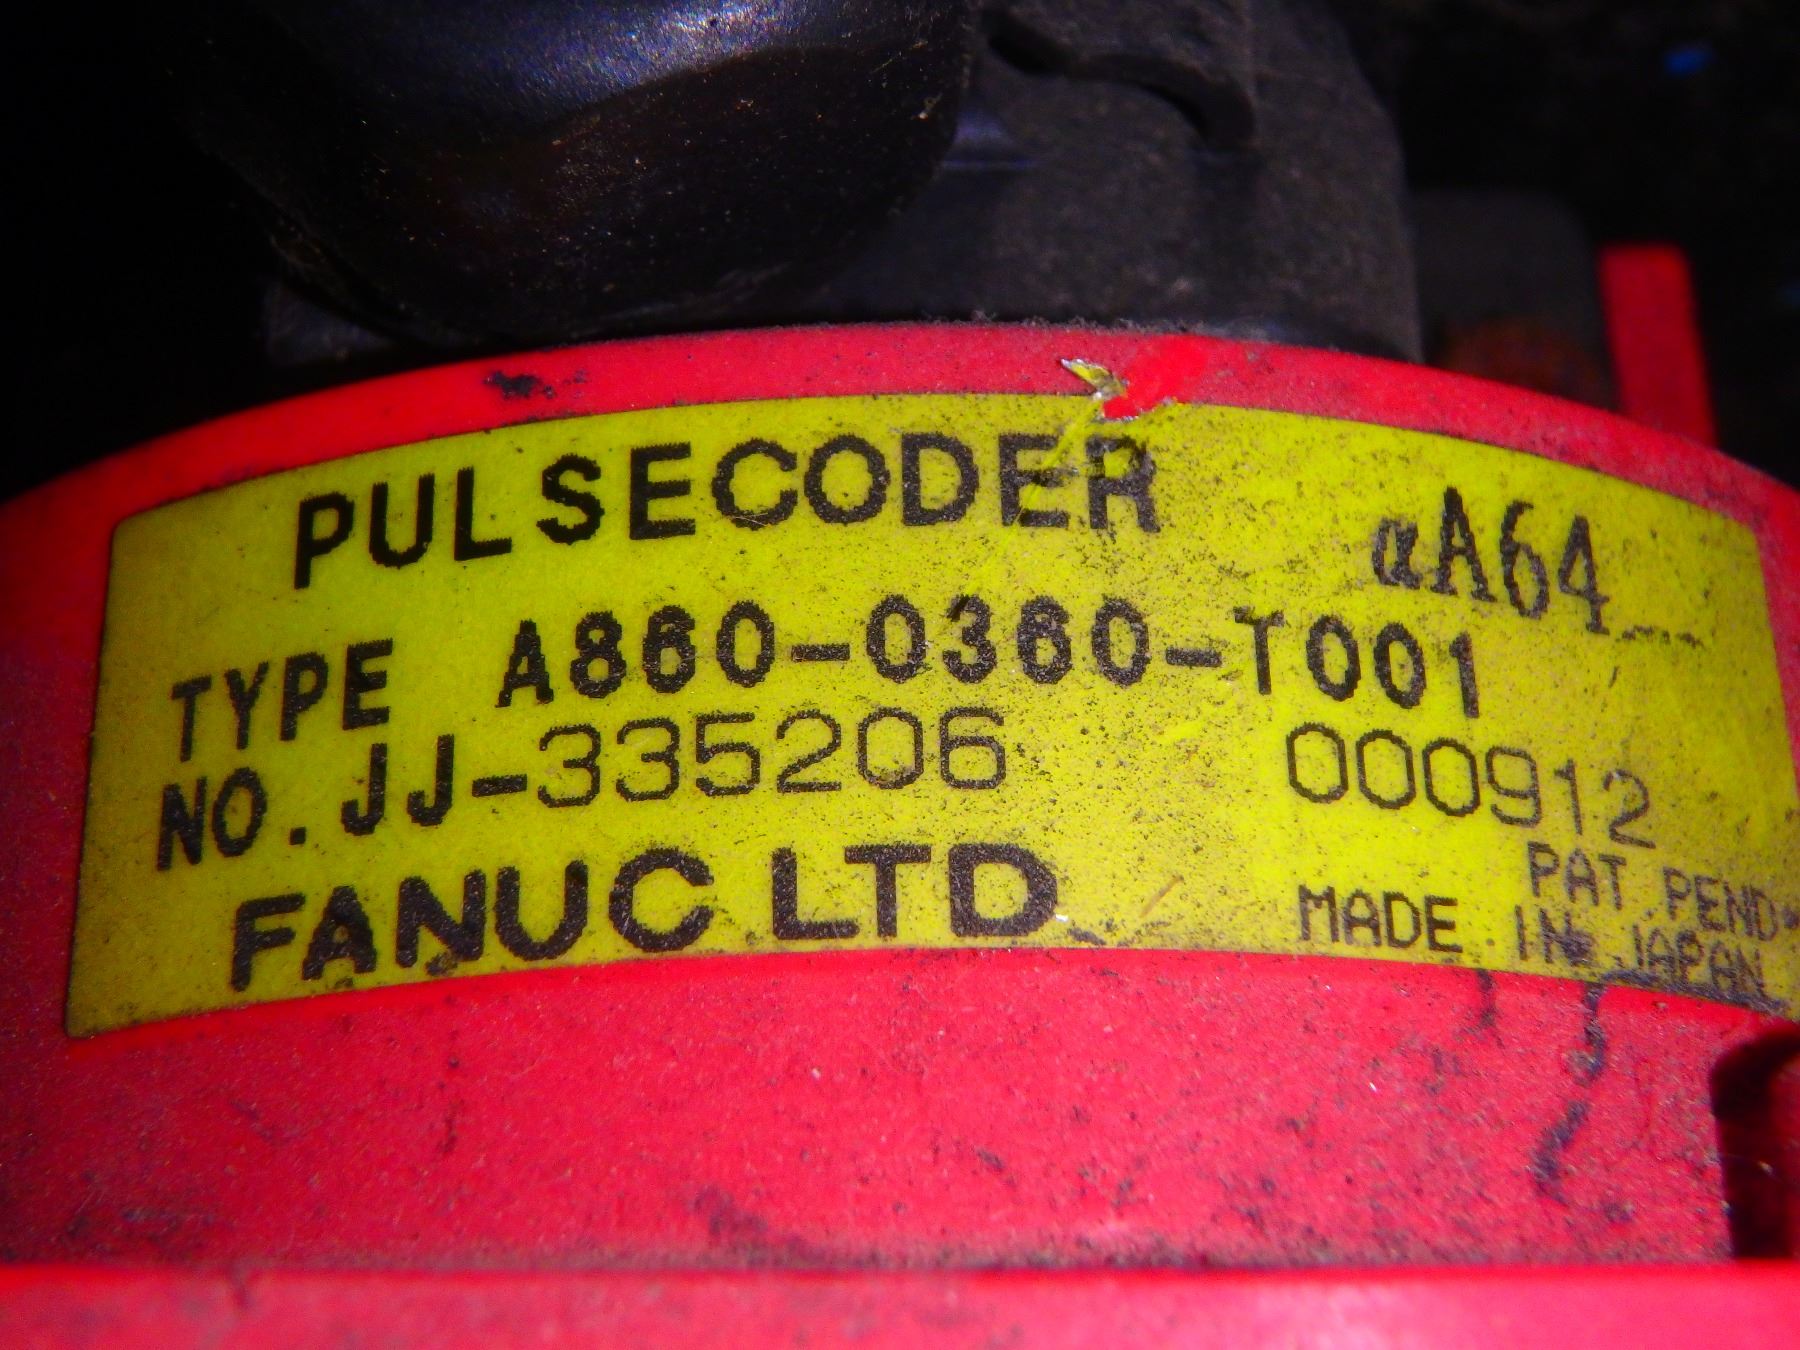 PULSECODER αA64
TYPE A860-0360-T001
NO. JJ-335206 000912
FANUC LTD
PAT. PEND.
MADE IN JAPAN